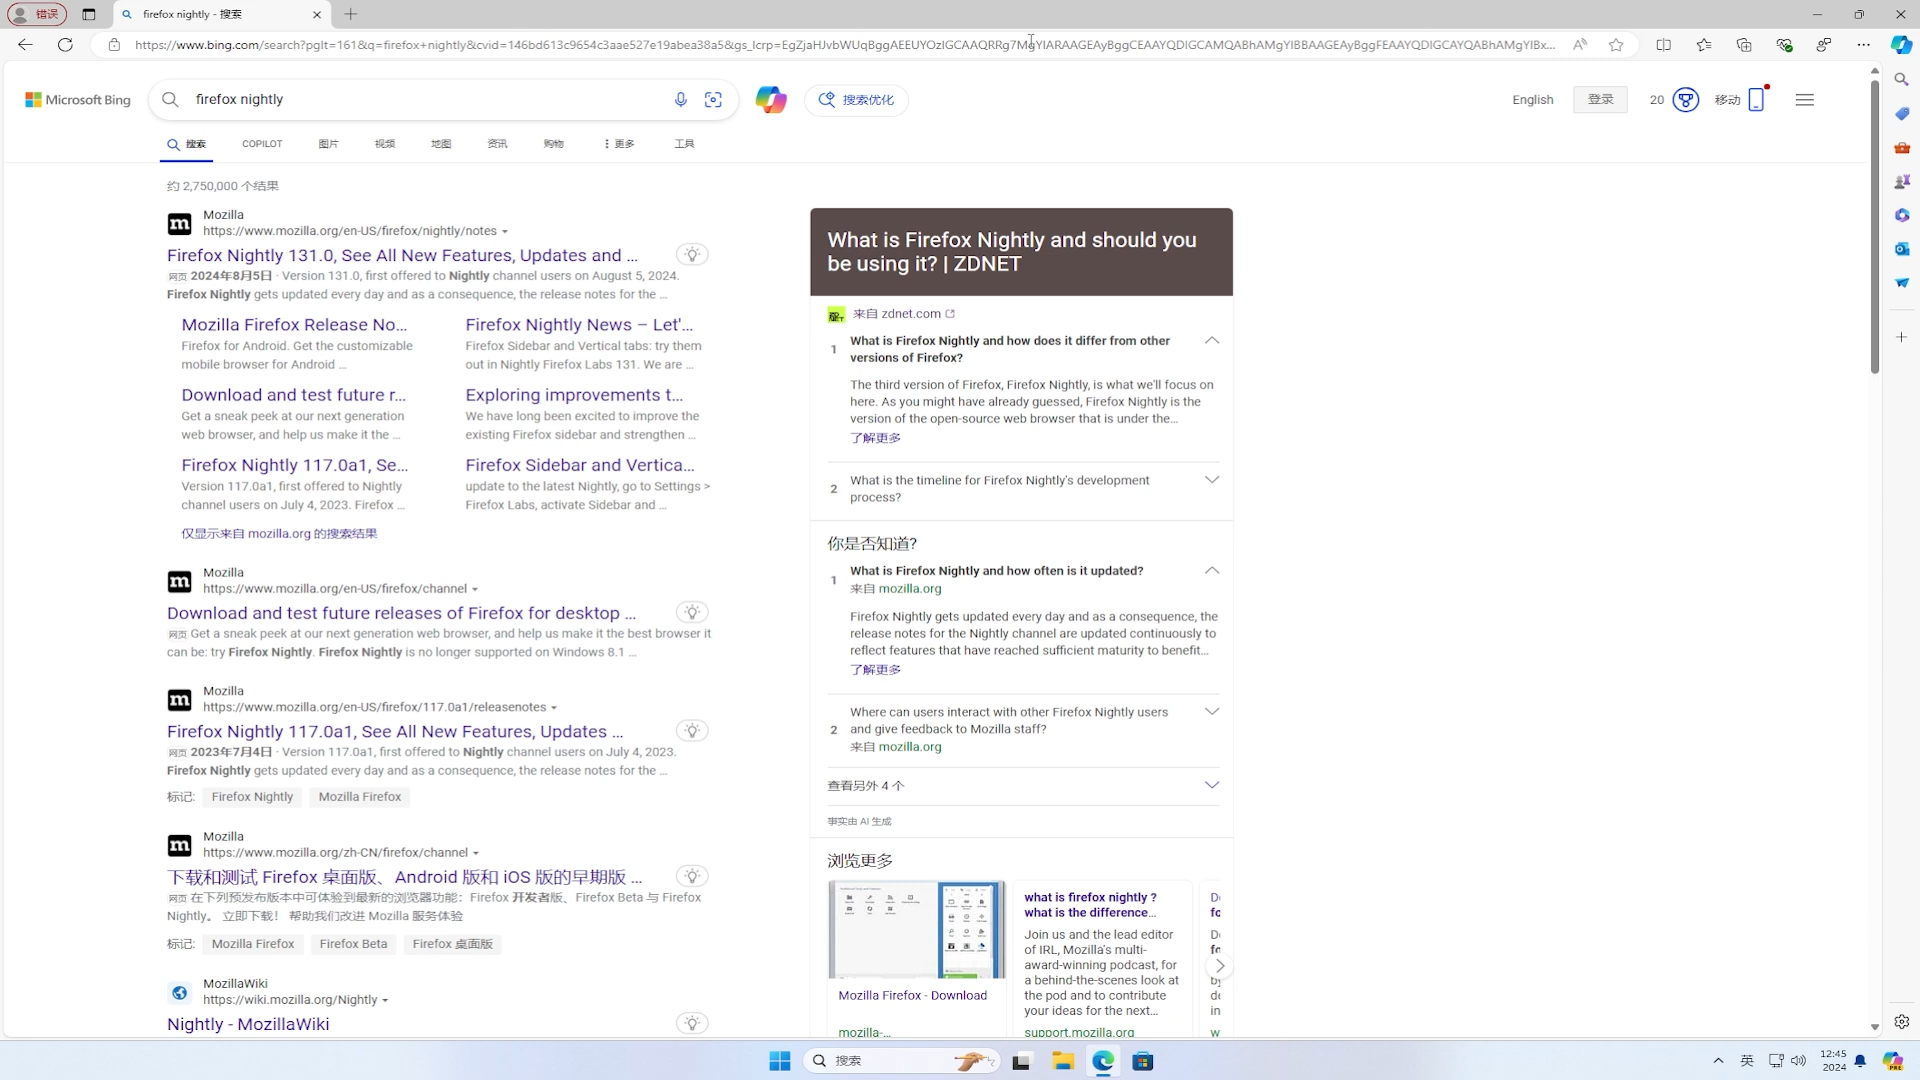 错误
firefox nightly - 搜索
https://www.bing.com/search?pglt=161&q=firefox+nightly&cvid=146bd613c9654c3aae527e19abea38a5&gs_lcrp=EgZjaHJvbWUqBggAEEUYOzIGCAAQRRg7MgYIARAAGEAyBggCEAAYQDIGCAMQABhAMgYIBBAAGEAyBggFEAAYQDIGCAYQABhAMgYIBx...
Microsoft Bing
firefox nightly
搜索优化
English
登录
20
移动
搜索
COPILOT
图片
视频
地图
资讯
购物
更多
工具
约 2,750,000 个结果
Mozilla
https://www.mozilla.org/en-US/firefox/nightly/notes
Firefox Nightly 131.0, See All New Features, Updates and ...
网页 2024年8月5日 · Version 131.0, first offered to Nightly channel users on August 5, 2024.
Firefox Nightly gets updated every day and as a consequence, the release notes for the ...
Mozilla Firefox Release No...
Firefox for Android. Get the customizable
mobile browser for Android ...
Firefox Nightly News – Let'...
Firefox Sidebar and Vertical tabs: try them
out in Nightly Firefox Labs 131. We are ...
Download and test future r...
Get a sneak peek at our next generation
web browser, and help us make it the ...
Exploring improvements t...
We have long been excited to improve the
existing Firefox sidebar and strengthen ...
Firefox Nightly 117.0a1, Se...
Version 117.0a1, first offered to Nightly
channel users on July 4, 2023. Firefox ...
Firefox Sidebar and Vertica...
update to the latest Nightly, go to Settings >
Firefox Labs, activate Sidebar and ...
仅显示来自 mozilla.org 的搜索结果
Mozilla
https://www.mozilla.org/en-US/firefox/channel
Download and test future releases of Firefox for desktop ...
网页 Get a sneak peek at our next generation web browser, and help us make it the best browser it
can be: try Firefox Nightly. Firefox Nightly is no longer supported on Windows 8.1 ...
Mozilla
https://www.mozilla.org/en-US/firefox/117.0a1/releasenotes
Firefox Nightly 117.0a1, See All New Features, Updates ...
网页 2023年7月4日 · Version 117.0a1, first offered to Nightly channel users on July 4, 2023.
Firefox Nightly gets updated every day and as a consequence, the release notes for the ...
标记:
Firefox Nightly
Mozilla Firefox
Mozilla
https://www.mozilla.org/zh-CN/firefox/channel
下载和测试 Firefox 桌面版、Android 版和 iOS 版的早期版 ...
网页 在下列预发布版本中可体验到最新的浏览器功能：Firefox 开发者版、Firefox Beta 与 Firefox
Nightly。 立即下载！ 帮助我们改进 Mozilla 服务体验
标记:
Mozilla Firefox
Firefox Beta
Firefox 桌面版
MozillaWiki
https://wiki.mozilla.org/Nightly
Nightly - MozillaWiki
What is Firefox Nightly and should you
be using it? | ZDNET
来自 zdnet.com
1
What is Firefox Nightly and how does it differ from other
versions of Firefox?
The third version of Firefox, Firefox Nightly, is what we'll focus on
here. As you might have already guessed, Firefox Nightly is the
version of the open-source web browser that is under the...
了解更多
2
What is the timeline for Firefox Nightly's development
process?
你是否知道?
1
What is Firefox Nightly and how often is it updated?
来自 mozilla.org
Firefox Nightly gets updated every day and as a consequence, the
release notes for the Nightly channel are updated continuously to
reflect features that have reached sufficient maturity to benefit...
了解更多
2
Where can users interact with other Firefox Nightly users
and give feedback to Mozilla staff?
来自 mozilla.org
查看另外 4 个
事实由 AI 生成
浏览更多
Mozilla Firefox - Download
mozilla-...
what is firefox nightly ?
what is the difference...
Join us and the lead editor
of IRL, Mozilla's multi-
award-winning podcast, for
a behind-the-scenes look at
the pod and to contribute
your ideas for the next...
support.mozilla.org
搜索
英
12:45
2024